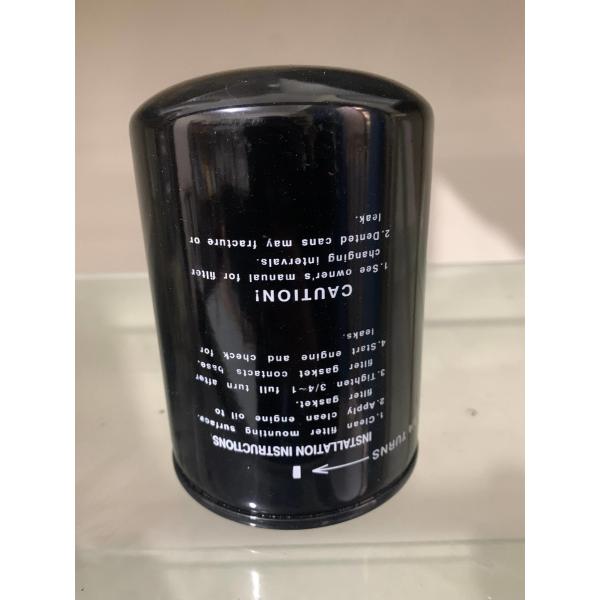 4 TURNS
INSTALLATION INSTRUCTIONS
1.Clean filter mounting surface.
2.Apply clean engine oil to
filter gasket.
3.Tighten 3/4~1 full turn after
filter gasket contacts base.
4.Start engine and check for
leaks.
CAUTION!
1.See owner's manual for filter
changing intervals.
2.Dented cans may fracture or
leak.